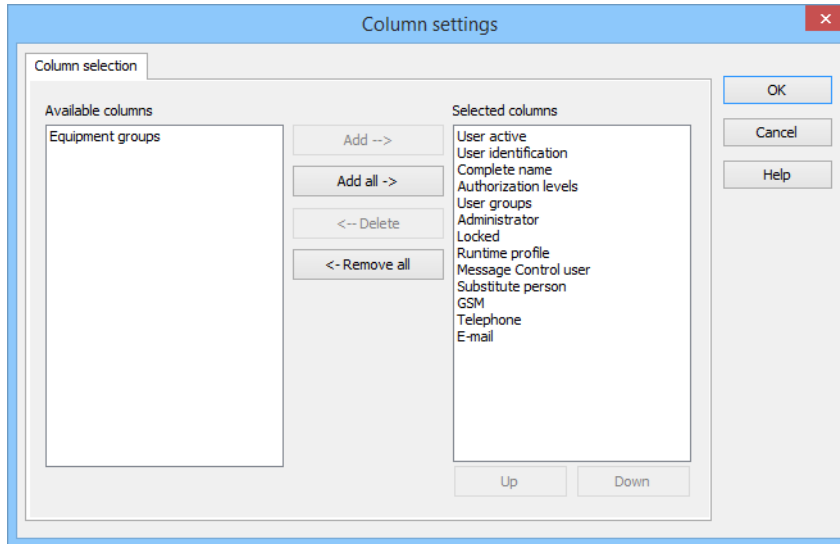 Column settings
Column selection
Available columns
Equipment groups
Add -->
Add all ->
<-- Delete
<- Remove all
Selected columns
User active
User identification
Complete name
Authorization levels
User groups
Administrator
Locked
Runtime profile
Message Control user
Substitute person
GSM
Telephone
E-mail
Up
Down
OK
Cancel
Help